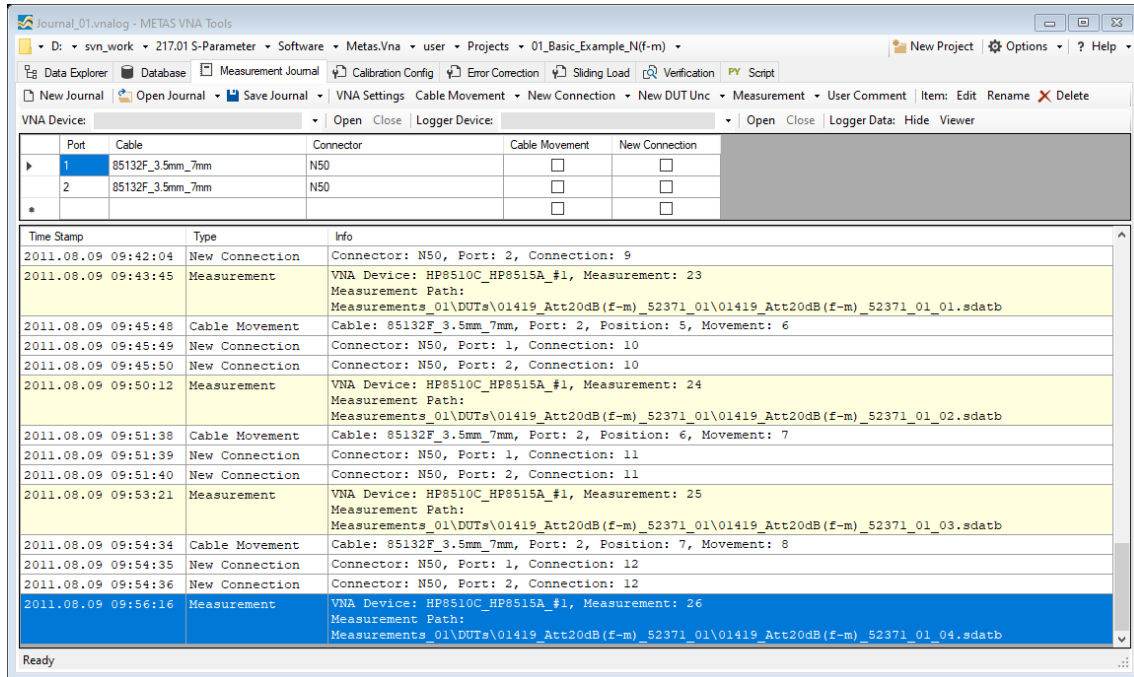 Journal_01.vnalog - METAS VNA Tools
D: svn_work 217.01 S-Parameter Software Metas.Vna user Projects 01_Basic_Example_N(f-m) New Project Options ? Help
Data Explorer Database Measurement Journal Calibration Config Error Correction Sliding Load Verification PY Script
New Journal Open Journal Save Journal VNA Settings Cable Movement New Connection New DUT Unc Measurement User Comment Item: Edit Rename Delete
VNA Device: Open Close Logger Device: Open Close Logger Data: Hide Viewer
Port Cable Connector Cable Movement New Connection
1 85132F_3.5mm_7mm N50
2 85132F_3.5mm_7mm N50
Time Stamp Type Info
2011.08.09 09:42:04 New Connection Connector: N50, Port: 2, Connection: 9
2011.08.09 09:43:45 Measurement VNA Device: HP8510C_HP8515A_#1, Measurement: 23
Measurement Path:
Measurements_01\DUTs\01419_Att20dB(f-m)_52371_01\01419_Att20dB(f-m)_52371_01_01.sdatb
2011.08.09 09:45:48 Cable Movement Cable: 85132F_3.5mm_7mm, Port: 2, Position: 5, Movement: 6
2011.08.09 09:45:49 New Connection Connector: N50, Port: 1, Connection: 10
2011.08.09 09:45:50 New Connection Connector: N50, Port: 2, Connection: 10
2011.08.09 09:50:12 Measurement VNA Device: HP8510C_HP8515A_#1, Measurement: 24
Measurement Path:
Measurements_01\DUTs\01419_Att20dB(f-m)_52371_01\01419_Att20dB(f-m)_52371_01_02.sdatb
2011.08.09 09:51:38 Cable Movement Cable: 85132F_3.5mm_7mm, Port: 2, Position: 6, Movement: 7
2011.08.09 09:51:39 New Connection Connector: N50, Port: 1, Connection: 11
2011.08.09 09:51:40 New Connection Connector: N50, Port: 2, Connection: 11
2011.08.09 09:53:21 Measurement VNA Device: HP8510C_HP8515A_#1, Measurement: 25
Measurement Path:
Measurements_01\DUTs\01419_Att20dB(f-m)_52371_01\01419_Att20dB(f-m)_52371_01_03.sdatb
2011.08.09 09:54:34 Cable Movement Cable: 85132F_3.5mm_7mm, Port: 2, Position: 7, Movement: 8
2011.08.09 09:54:35 New Connection Connector: N50, Port: 1, Connection: 12
2011.08.09 09:54:36 New Connection Connector: N50, Port: 2, Connection: 12
2011.08.09 09:56:16 Measurement VNA Device: HP8510C_HP8515A_#1, Measurement: 26
Measurement Path:
Measurements_01\DUTs\01419_Att20dB(f-m)_52371_01\01419_Att20dB(f-m)_52371_01_04.sdatb
Ready